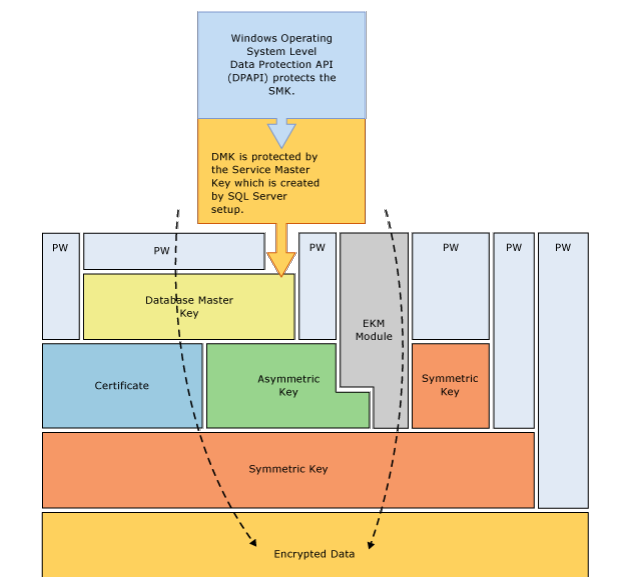 Windows Operating
System Level
Data Protection API
(DPAPI) protects the
SMK.
DMK is protected by
the Service Master
Key which is created
by SQL Server
setup.
PW
PW
PW
PW
PW
PW
Database Master
Key
EKM
Module
Certificate
Asymmetric
Key
Symmetric
Key
Symmetric Key
Encrypted Data